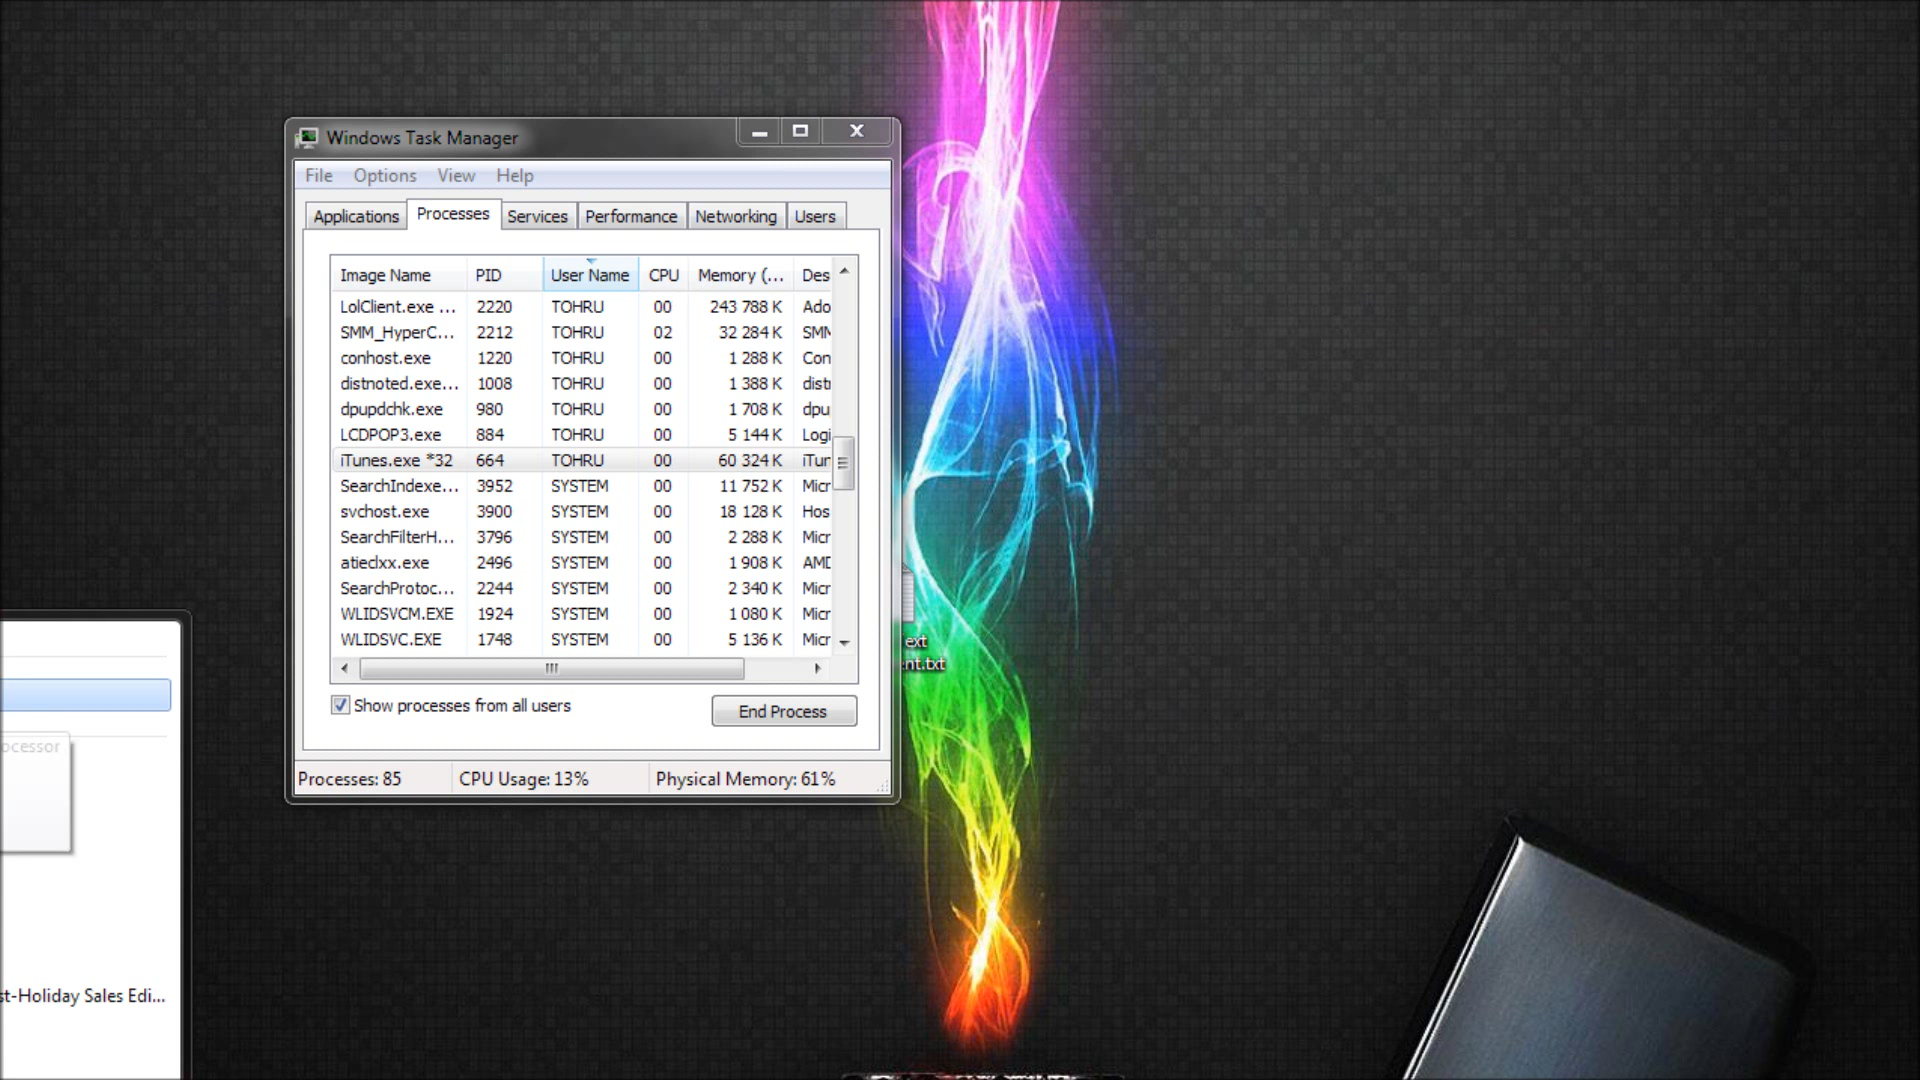 Windows Task Manager
File Options View Help
Applications Processes Services Performance Networking Users
Image Name PID User Name CPU Memory (... Des
LolClient.exe ... 2220 TOHRU 00 243 788 K Ado
SMM_HyperC... 2212 TOHRU 02 32 284 K SMM
conhost.exe 1220 TOHRU 00 1 288 K Con
distnoted.exe... 1008 TOHRU 00 1 388 K distr
dpupdchk.exe 980 TOHRU 00 1 708 K dpu
LCDPOP3.exe 884 TOHRU 00 5 144 K Logi
iTunes.exe *32 664 TOHRU 00 60 324 K iTun
SearchIndexe... 3952 SYSTEM 00 11 752 K Micr
svchost.exe 3900 SYSTEM 00 18 128 K Hos
SearchFilterH... 3796 SYSTEM 00 2 288 K Micr
atieclxx.exe 2496 SYSTEM 00 1 908 K AMD
SearchProtoc... 2244 SYSTEM 00 2 340 K Micr
WLIDSVCM.EXE 1924 SYSTEM 00 1 080 K Micr
WLIDSVC.EXE 1748 SYSTEM 00 5 136 K Micr
Show processes from all users
End Process
Processes: 85 CPU Usage: 13% Physical Memory: 61%
ext
ent.txt
ocessor
st-Holiday Sales Edi...